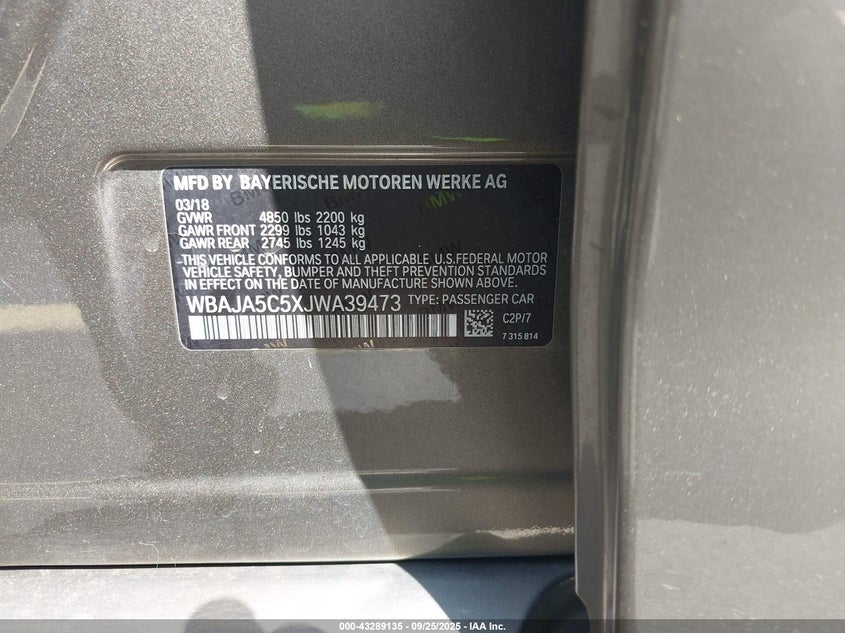 MFD BY BAYERISCHE MOTOREN WERKE AG
03/18
GVWR 4850 lbs 2200 kg
GAWR FRONT 2299 lbs 1043 kg
GAWR REAR 2745 lbs 1245 kg
THIS VEHICLE CONFORMS TO ALL APPLICABLE U.S.FEDERAL MOTOR
VEHICLE SAFETY, BUMPER AND THEFT PREVENTION STANDARDS
IN EFFECT ON THE DATE OF MANUFACTURE SHOWN ABOVE.
WBAJA5C5XJWA39473 TYPE: PASSENGER CAR
C2P/7
7 315 814
000-43289135 - 09/25/2025 - IAA Inc.